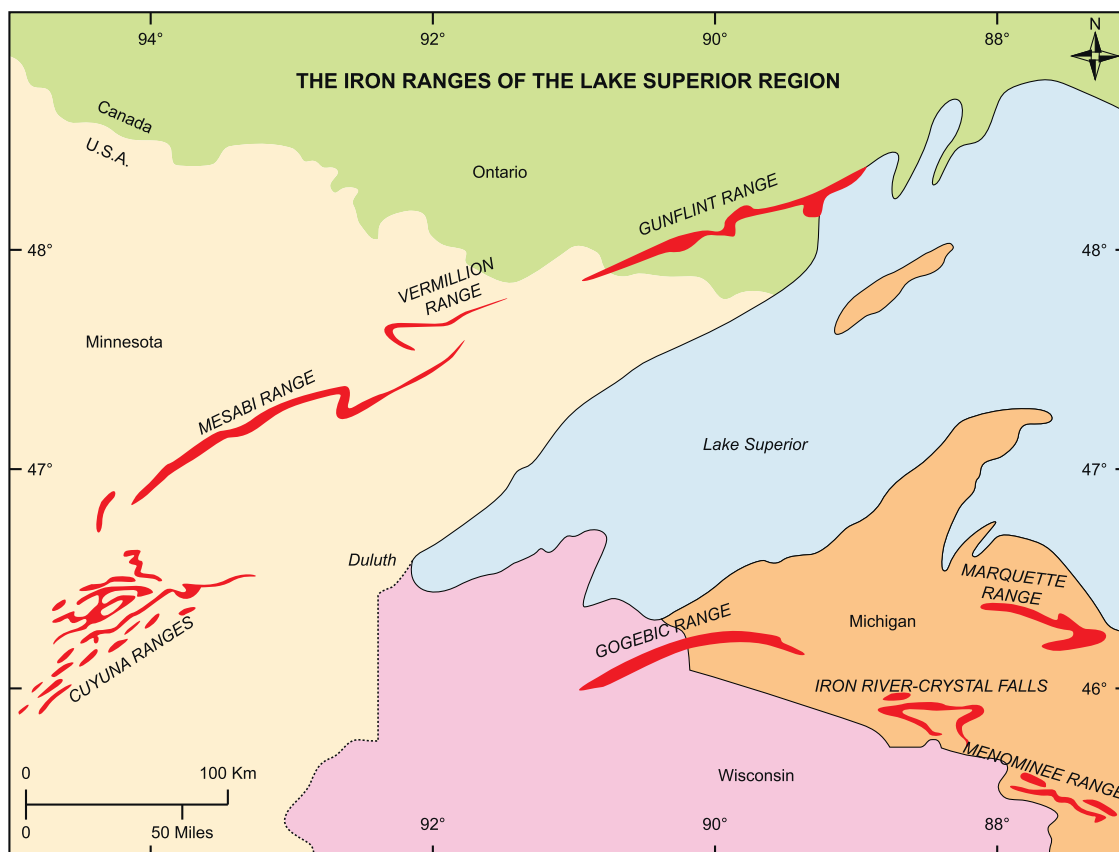 94°
92°
90°
88°
N
THE IRON RANGES OF THE LAKE SUPERIOR REGION
Canada
U.S.A.
Ontario
GUNFLINT RANGE
48°
48°
VERMILLION
RANGE
Minnesota
MESABI RANGE
Lake Superior
47°
47°
Duluth
MARQUETTE
RANGE
GOGEBIC RANGE
Michigan
CUYUNA RANGES
IRON RIVER-CRYSTAL FALLS
46°
MENOMINEE RANGE
Wisconsin
0
100 Km
0
50 Miles
92°
90°
88°